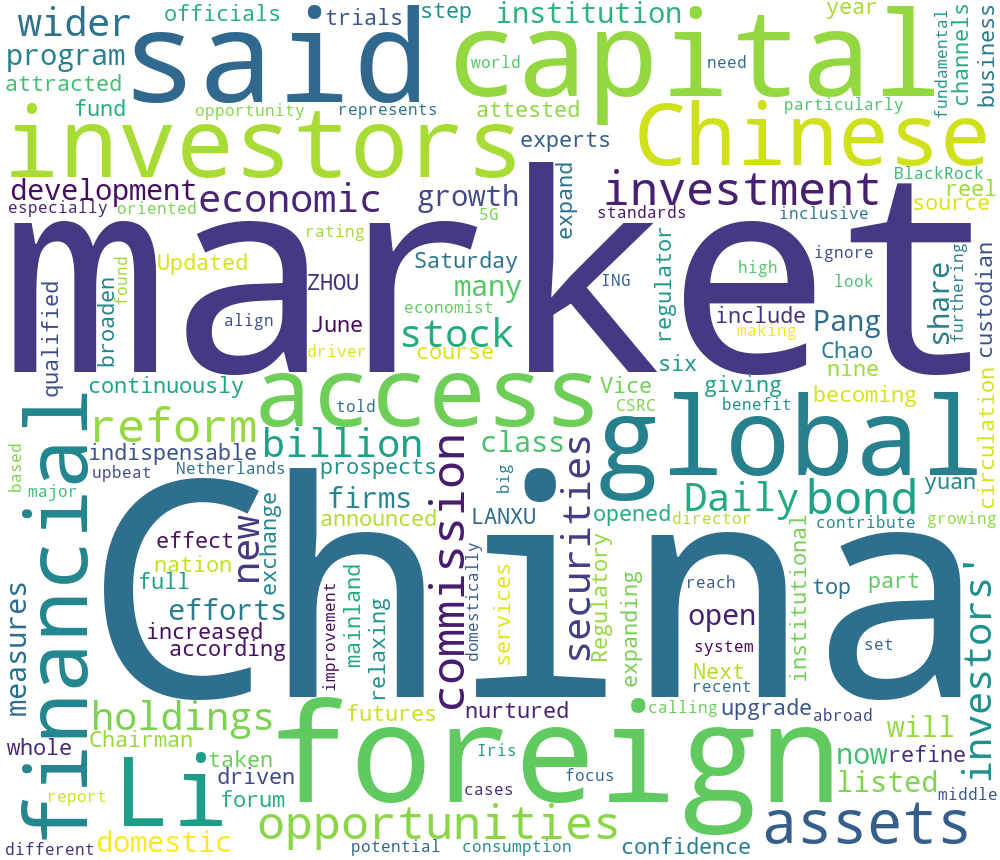 wider
officials
trials
step
institution
year
program
said
capital
world
need
fundamental
channels
business
attracted
fund
opportunity
represents
attested
particularly
investors
experts
Chinese
development
economic
growth
expand
investment
BlackRock
reel
especially
oriented
5G
standards
inclusive
source
market
rating
Updated
ZHOU
Saturday
ING
regulator
high
ignore
look
share
furthering
custodian
qualified
broaden
found
align
June
many
economist
stock
include
making
Pang
driver
course
six
Chao
nine
continuously
access
Vice
giving
becoming
told
CSRC
benefit
reform
billion
class
global
circulation
indispensable
based
upbeat
Netherlands
prospects
big
securities
yuan
major
firms
commission
Daily
bond
financial
China
exchange
new
announced
LANXU
opened
director
contribute
growing
effect
nation
full
mainland
domestically
services
Regulatory
expanding
institutional
reach
top
part
measures
efforts
increased
according
improvement
relaxing
open
system
set
investors'
Next
recent
holdings
futures
nurtured
calling
upgrade
abroad
will
whole
Chairman
Li
taken
foreign
Iris
now
refine
driven
focus
listed
report
forum
cases
middle
opportunities
assets
different
domestic
potential
consumption
confidence